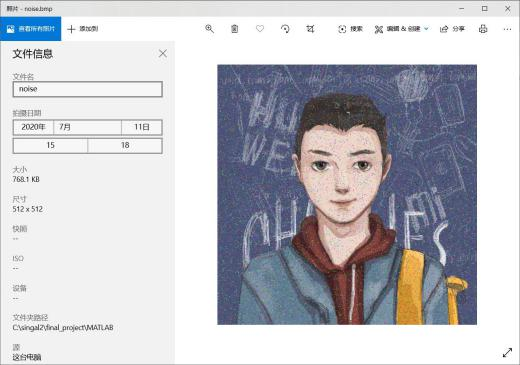 照片 - noise.bmp
查看所有照片
添加到
搜索
编辑 & 创建
分享
文件信息
文件名
noise
拍摄日期
2020年 7月 11日
15 18
大小
768.1 KB
尺寸
512 x 512
快照
--
ISO
--
设备
--
文件夹路径
C:\singal2\final_project\MATLAB
源
这台电脑